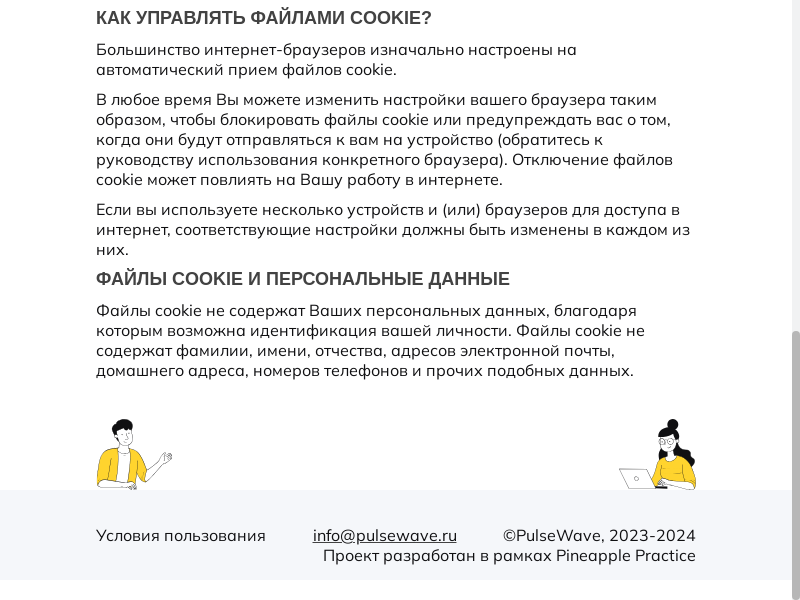 КАК УПРАВЛЯТЬ ФАЙЛАМИ COOKIE?
Большинство интернет-браузеров изначально настроены на
автоматический прием файлов cookie.
В любое время Вы можете изменить настройки вашего браузера таким
образом, чтобы блокировать файлы cookie или предупреждать вас о том,
когда они будут отправляться к вам на устройство (обратитесь к
руководству использования конкретного браузера). Отключение файлов
cookie может повлиять на Вашу работу в интернете.
Если вы используете несколько устройств и (или) браузеров для доступа в
интернет, соответствующие настройки должны быть изменены в каждом из
них.
ФАЙЛЫ COOKIE И ПЕРСОНАЛЬНЫЕ ДАННЫЕ
Файлы cookie не содержат Ваших персональных данных, благодаря
которым возможна идентификация вашей личности. Файлы cookie не
содержат фамилии, имени, отчества, адресов электронной почты,
домашнего адреса, номеров телефонов и прочих подобных данных.
Условия пользования info@pulsewave.ru ©PulseWave, 2023-2024
Проект разработан в рамках Pineapple Practice